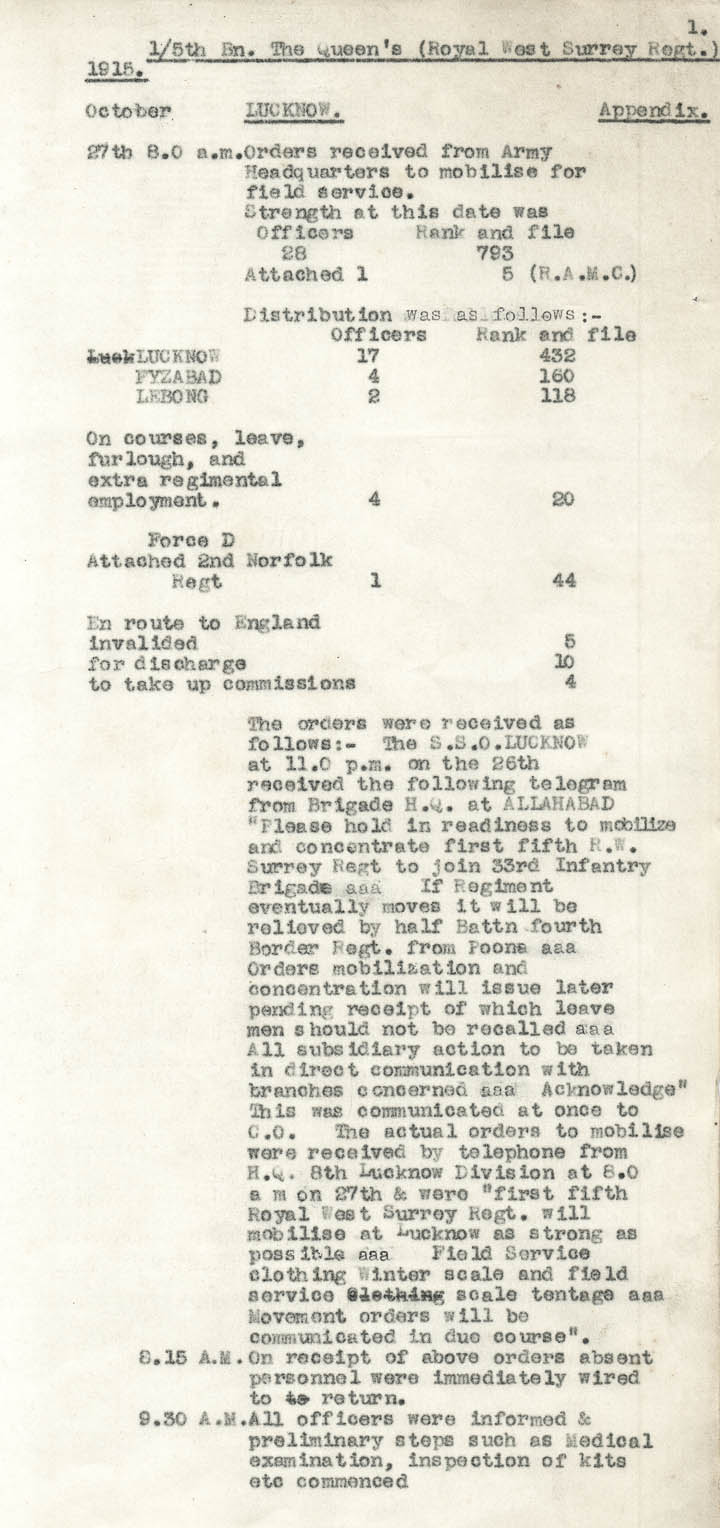 1.
1/5th Bn. The Queen's (Royal West Surrey Regt.)
1915.
October LUCKNOW. Appendix.
27th 8.0 a.m. Orders received from Army
Headquarters to mobilise for
field service.
Strength at this date was
Officers Rank and file
28 793
Attached 1 5 (R.A.M.C.)
Distribution was as follows:-
Officers Rank and file
Luck LUCKNOW 17 432
FYZABAD 4 160
LEBONG 2 118
On courses, leave,
furlough, and
extra regimental
employment. 4 20
Force D
Attached 2nd Norfolk
Regt 1 44
En route to England
invalided 5
for discharge 10
to take up commissions 4
The orders were received as
follows:- The S.S.O.LUCKNOW
at 11.0 p.m. on the 26th
received the following telegram
from Brigade H.Q. at ALLAHABAD
"Please hold in readiness to mobilize
and concentrate first fifth R.W.
Surrey Regt to join 33rd Infantry
Brigade aaa If Regiment
eventually moves it will be
relieved by half Battn fourth
Border Regt. from Poona aaa
Orders mobilization and
concentration will issue later
pending receipt of which leave
men should not be recalled aaa
All subsidiary action to be taken
in direct communication with
branches concerned aaa Acknowledge"
This was communicated at once to
C.O. The actual orders to mobilise
were received by telephone from
H.Q. 8th Lucknow Division at 8.0
a m on 27th & were "first fifth
Royal West Surrey Regt. will
mobilise at Lucknow as strong as
possible aaa Field Service
clothing Winter scale and field
service Clothing scale tentage aaa
Movement orders will be
communicated in due course".
8.15 A.M. On receipt of above orders absent
personnel were immediately wired
to to return.
9.30 A.M. All officers were informed &
preliminary steps such as Medical
examination, inspection of kits
etc commenced